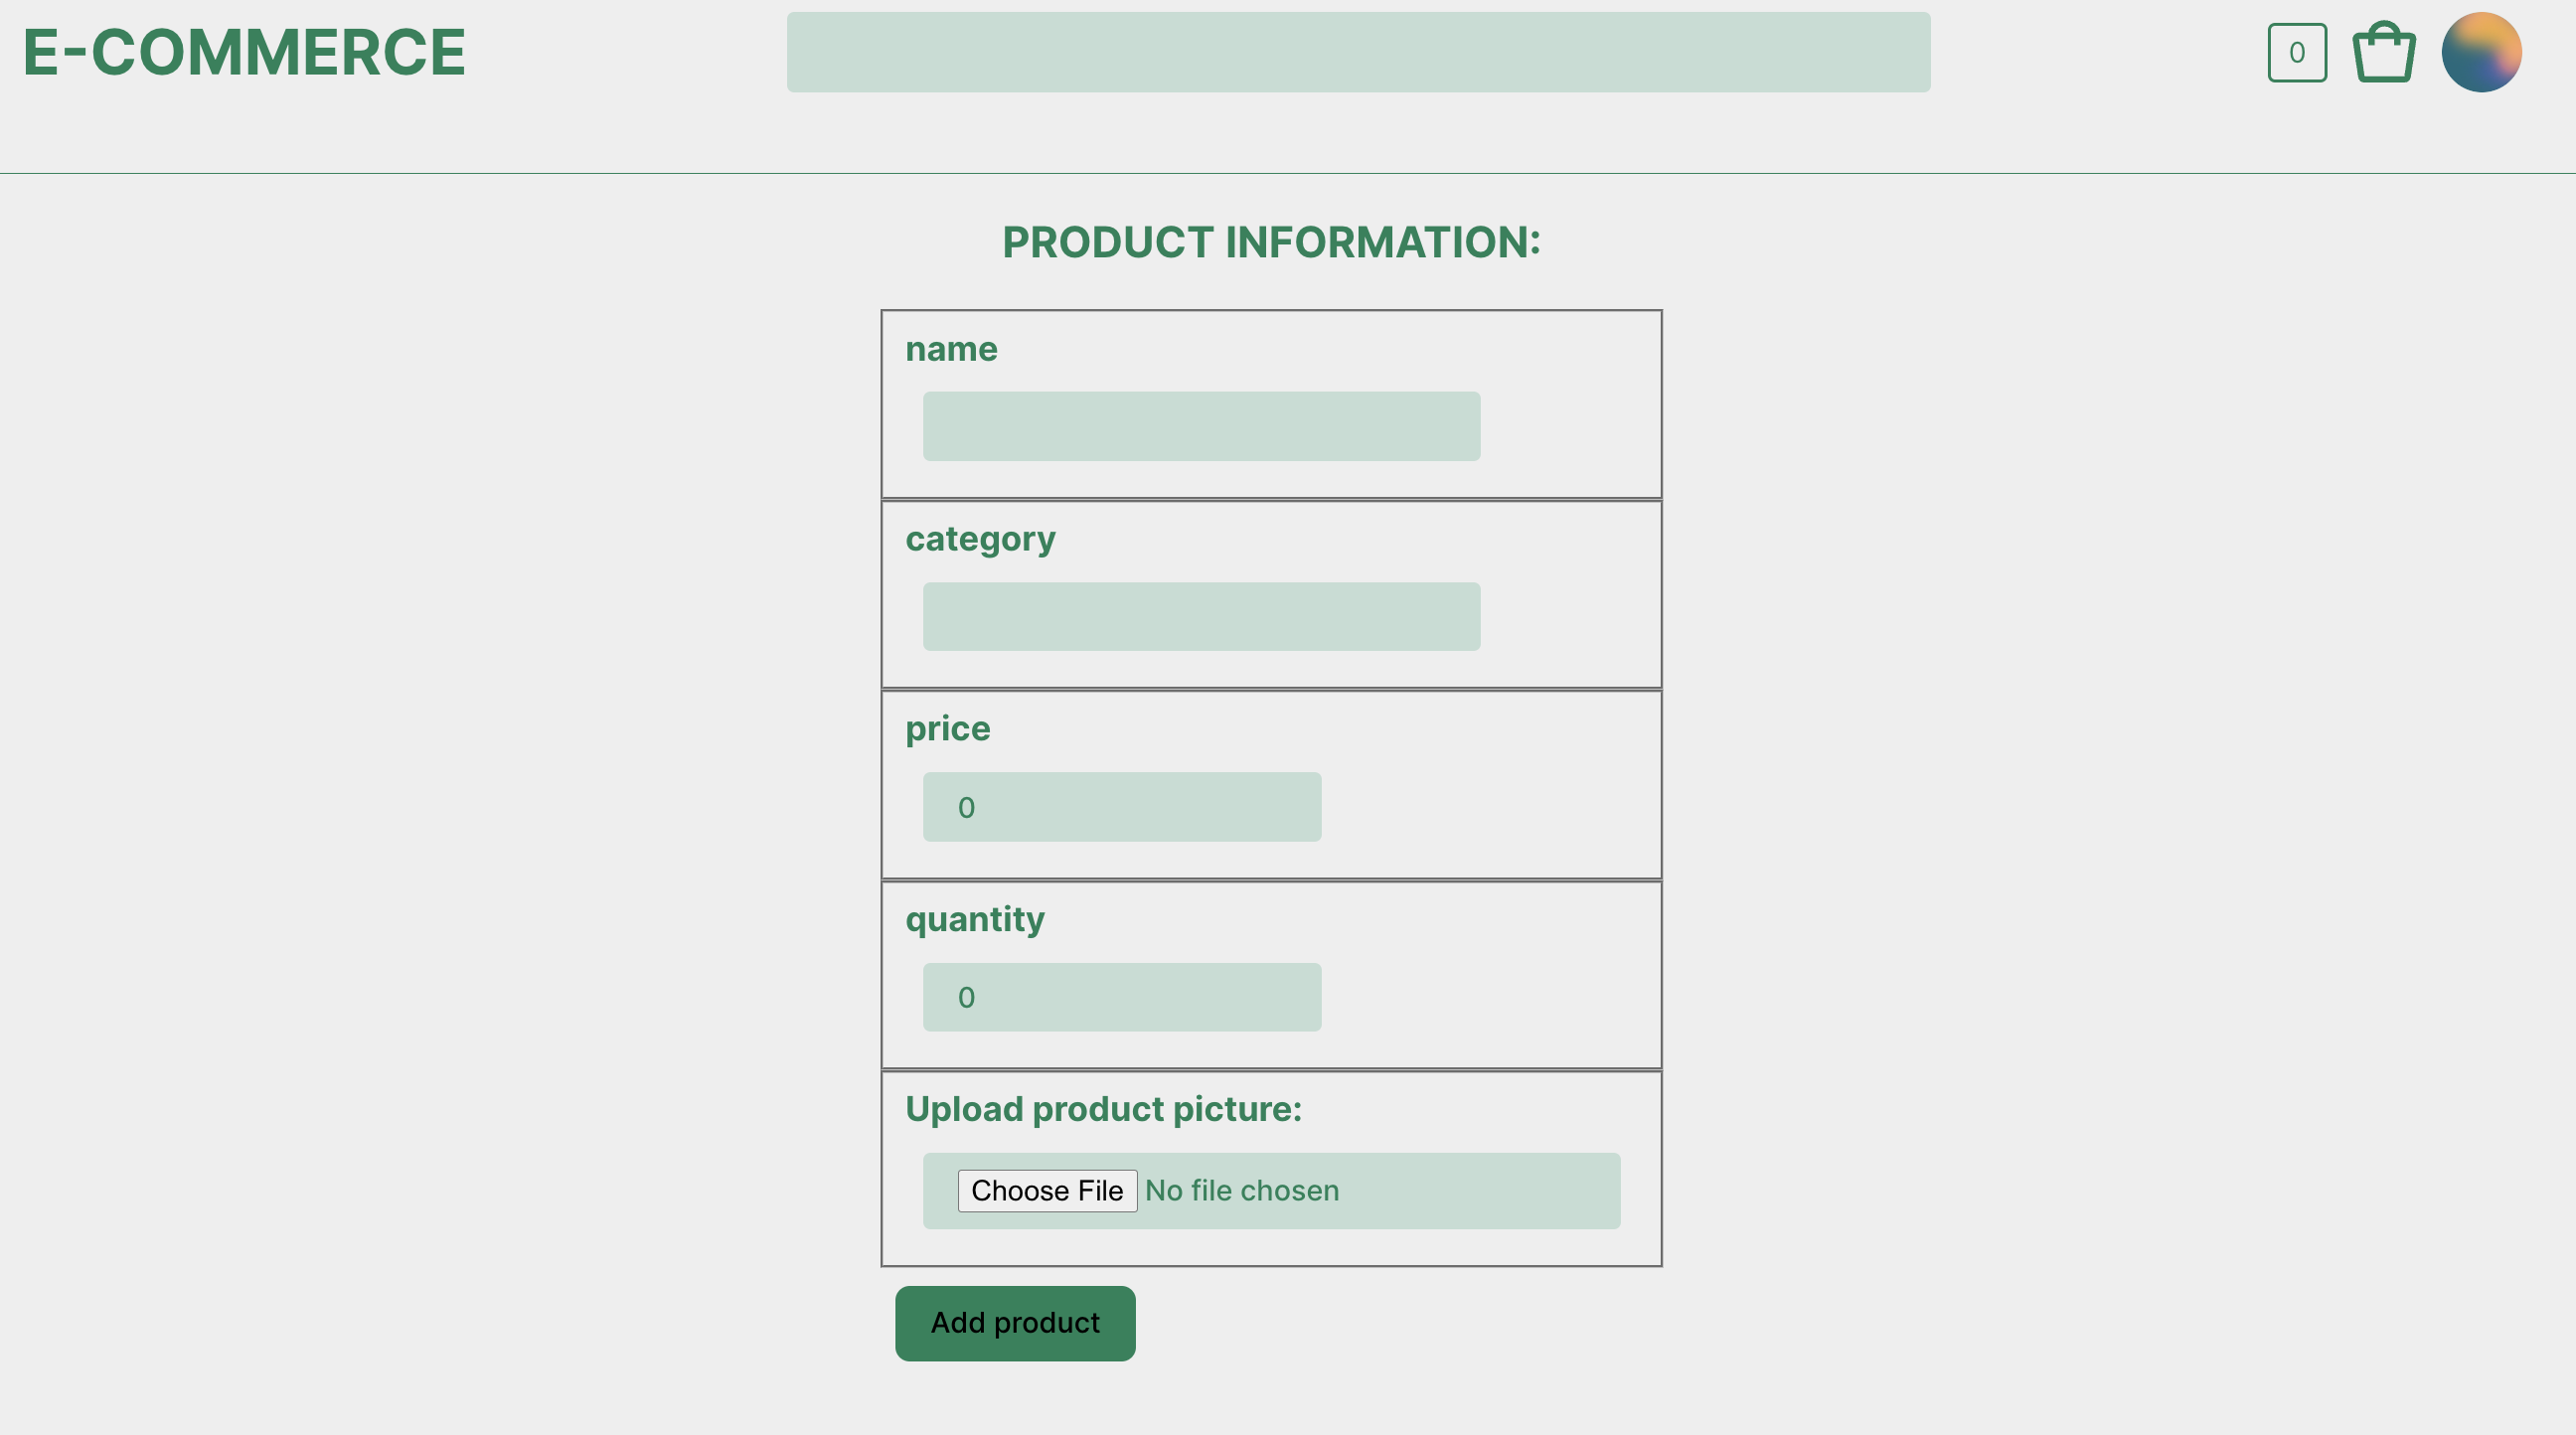 E-COMMERCE
0
PRODUCT INFORMATION:
name
category
price
0
quantity
0
Upload product picture:
Choose File No file chosen
Add product